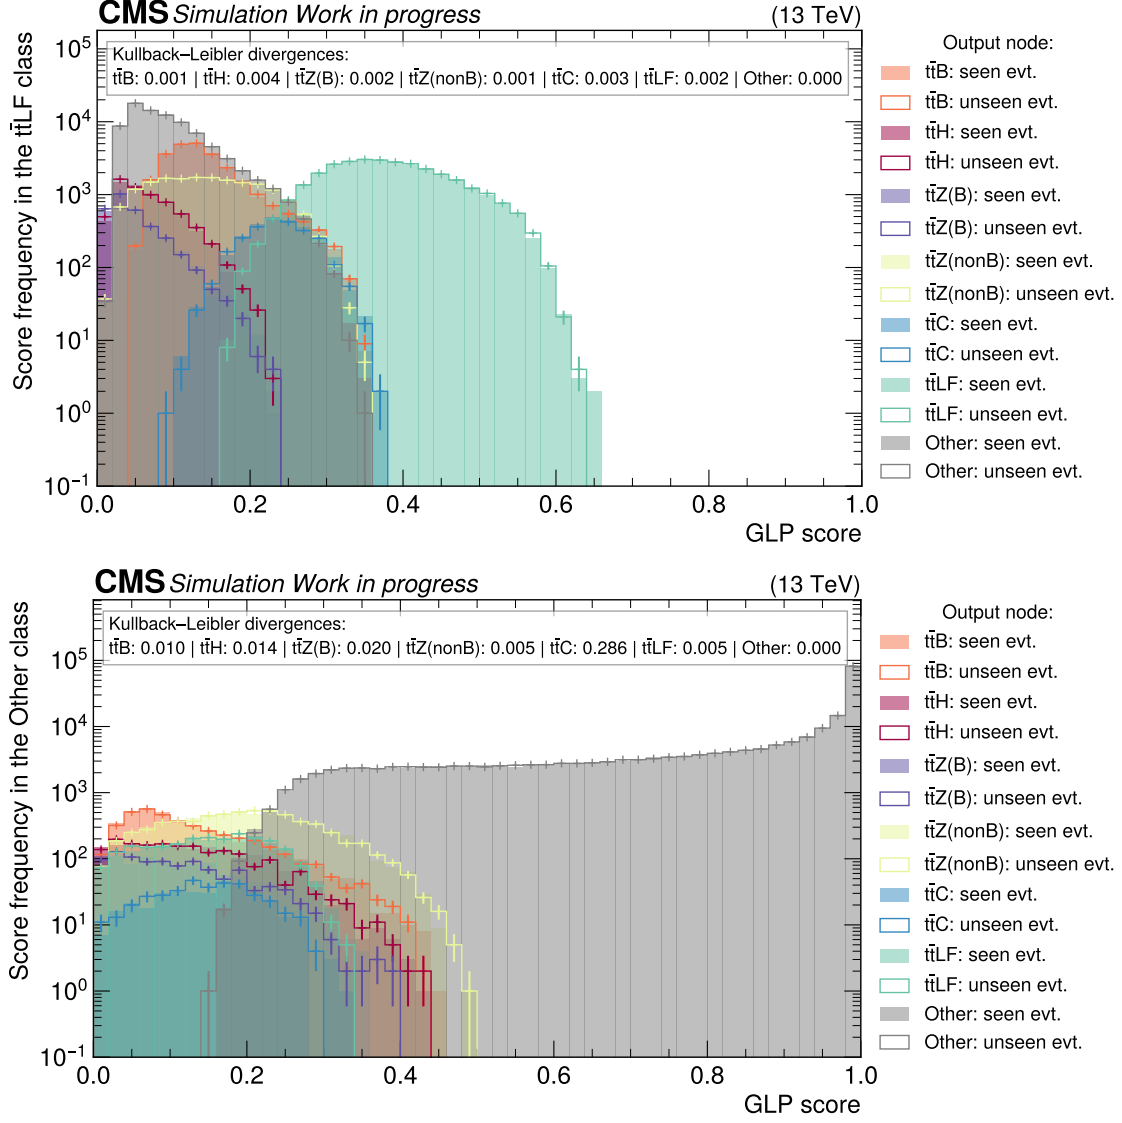 CMS Simulation Work in progress (13 TeV)
Kullback–Leibler divergences:
tt̄B: 0.001 | tt̄H: 0.004 | tt̄Z(B): 0.002 | tt̄Z(nonB): 0.001 | tt̄C: 0.003 | tt̄LF: 0.002 | Other: 0.000
Score frequency in the tt̄LF class
10⁵
10⁴
10³
10²
10¹
10⁰
10⁻¹
0.0 0.2 0.4 0.6 0.8 1.0
GLP score
Output node:
tt̄B: seen evt.
tt̄B: unseen evt.
tt̄H: seen evt.
tt̄H: unseen evt.
tt̄Z(B): seen evt.
tt̄Z(B): unseen evt.
tt̄Z(nonB): seen evt.
tt̄Z(nonB): unseen evt.
tt̄C: seen evt.
tt̄C: unseen evt.
tt̄LF: seen evt.
tt̄LF: unseen evt.
Other: seen evt.
Other: unseen evt.
CMS Simulation Work in progress (13 TeV)
Kullback–Leibler divergences:
tt̄B: 0.010 | tt̄H: 0.014 | tt̄Z(B): 0.020 | tt̄Z(nonB): 0.005 | tt̄C: 0.286 | tt̄LF: 0.005 | Other: 0.000
Score frequency in the Other class
10⁵
10⁴
10³
10²
10¹
10⁰
10⁻¹
0.0 0.2 0.4 0.6 0.8 1.0
GLP score
Output node:
tt̄B: seen evt.
tt̄B: unseen evt.
tt̄H: seen evt.
tt̄H: unseen evt.
tt̄Z(B): seen evt.
tt̄Z(B): unseen evt.
tt̄Z(nonB): seen evt.
tt̄Z(nonB): unseen evt.
tt̄C: seen evt.
tt̄C: unseen evt.
tt̄LF: seen evt.
tt̄LF: unseen evt.
Other: seen evt.
Other: unseen evt.